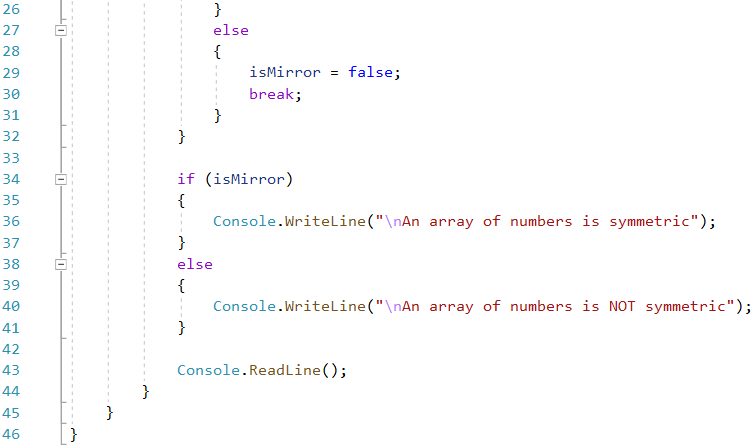 26                 }
27                 else
28                 {
29                     isMirror = false;
30                     break;
31                 }
32             }
33
34             if (isMirror)
35             {
36                 Console.WriteLine("\nAn array of numbers is symmetric");
37             }
38             else
39             {
40                 Console.WriteLine("\nAn array of numbers is NOT symmetric");
41             }
42
43             Console.ReadLine();
44         }
45     }
46 }